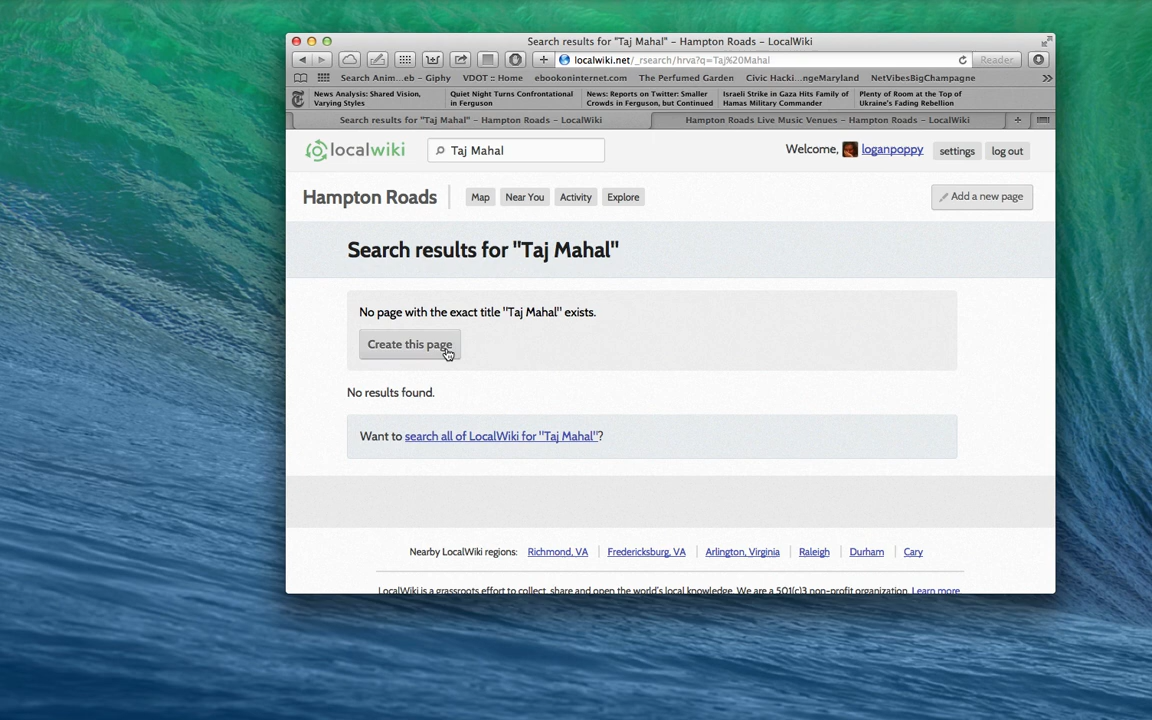 Search results for "Taj Mahal" – Hampton Roads – LocalWiki
localwiki.net/_rsearch/hrva?q=Taj%20Mahal
Reader
Search Anim...eb - Giphy VDOT :: Home ebookoninternet.com The Perfumed Garden Civic Hacki...ngeMaryland NetVibesBigChampagne
News Analysis: Shared Vision, Varying Styles
Quiet Night Turns Confrontational in Ferguson
News: Reports on Twitter: Smaller Crowds in Ferguson, but Continued
Israeli Strike in Gaza Hits Family of Hamas Military Commander
Plenty of Room at the Top of Ukraine's Fading Rebellion
Search results for "Taj Mahal" – Hampton Roads – LocalWiki
Hampton Roads Live Music Venues – Hampton Roads – LocalWiki
localwiki
Taj Mahal
Welcome, loganpoppy settings log out
Hampton Roads
Map Near You Activity Explore
Add a new page
Search results for "Taj Mahal"
No page with the exact title "Taj Mahal" exists.
Create this page
No results found.
Want to search all of LocalWiki for "Taj Mahal"?
Nearby LocalWiki regions: Richmond, VA Fredericksburg, VA Arlington, Virginia Raleigh Durham Cary
LocalWiki is a grassroots effort to collect, share and open the world's local knowledge. We are a 501(c)3 non-profit organization. Learn more